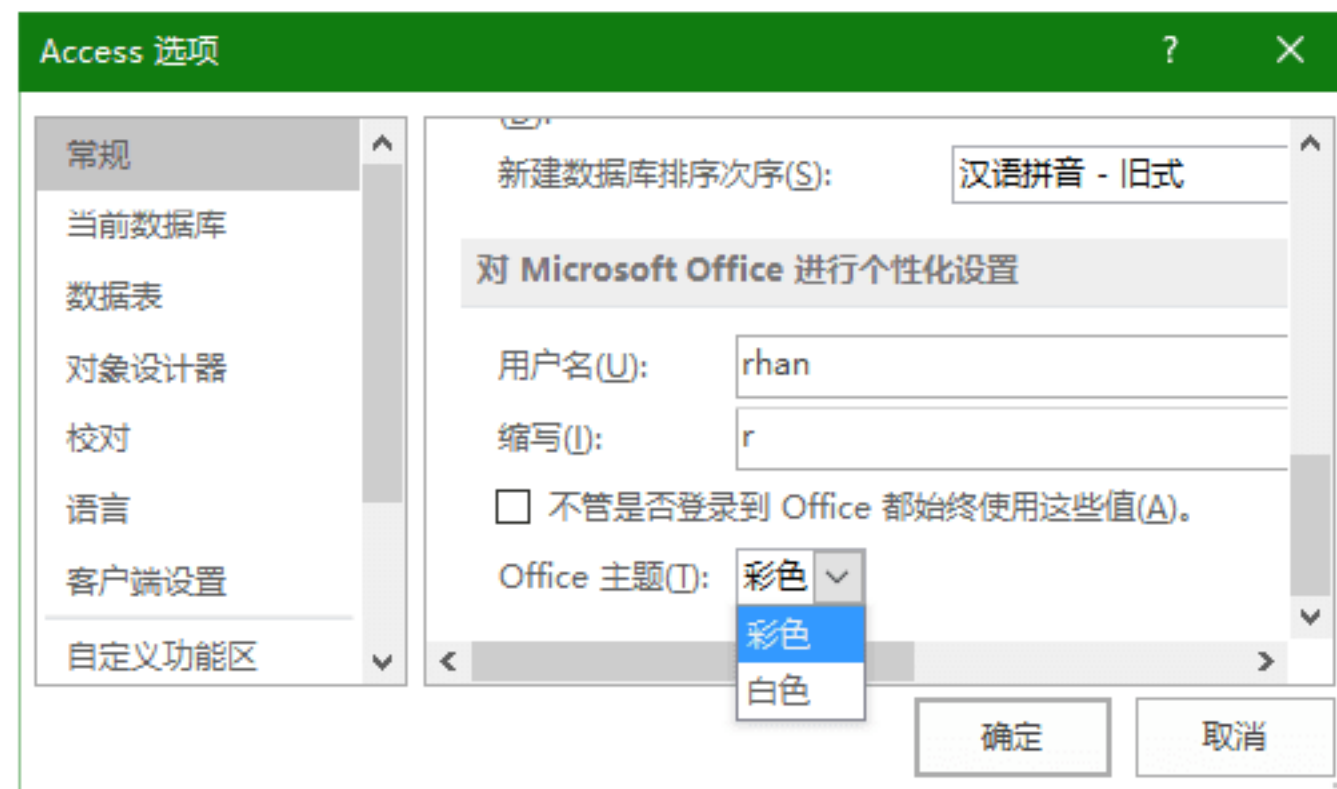 Access 选项
?
常规
当前数据库
数据表
对象设计器
校对
语言
客户端设置
自定义功能区
新建数据库排序次序(S):
汉语拼音 - 旧式
对 Microsoft Office 进行个性化设置
用户名(U):
rhan
缩写(I):
r
不管是否登录到 Office 都始终使用这些值(A)。
Office 主题(T):
彩色
彩色
白色
确定
取消